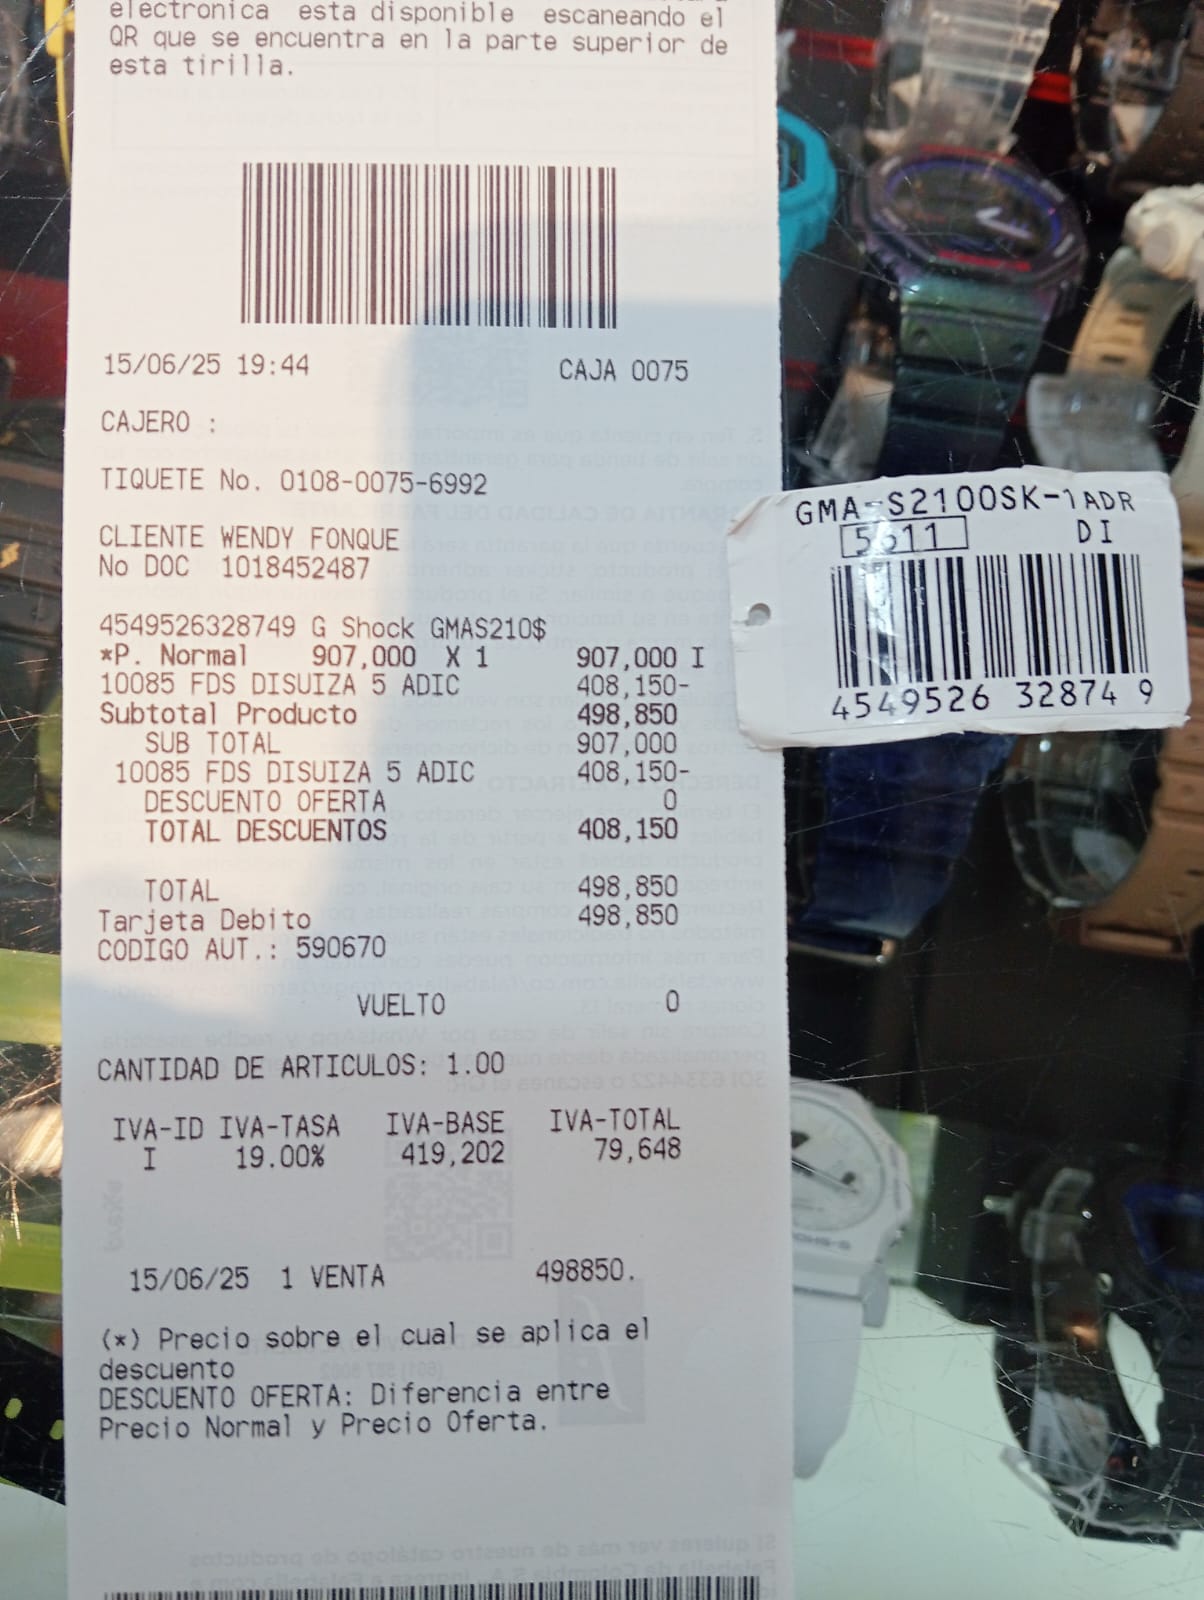 electronica esta disponible escaneando el
QR que se encuentra en la parte superior de
esta tirilla.
15/06/25 19:44 CAJA 0075
CAJERO :
TIQUETE No. 0108-0075-6992
CLIENTE WENDY FONQUE
No DOC 1018452487
4549526328749 G Shock GMAS210$
*P. Normal 907,000 X 1 907,000 I
10085 FDS DISUIZA 5 ADIC 408,150-
Subtotal Producto 498,850
SUB TOTAL 907,000
10085 FDS DISUIZA 5 ADIC 408,150-
DESCUENTO OFERTA 0
TOTAL DESCUENTOS 408,150
TOTAL 498,850
Tarjeta Debito 498,850
CODIGO AUT.: 590670
VUELTO 0
CANTIDAD DE ARTICULOS: 1.00
IVA-ID IVA-TASA IVA-BASE IVA-TOTAL
I 19.00% 419,202 79,648
15/06/25 1 VENTA 498850.
(*) Precio sobre el cual se aplica el
descuento
DESCUENTO OFERTA: Diferencia entre
Precio Normal y Precio Oferta.
GMA-S2100SK-1ADR
5611 DI
4549526 32874 9